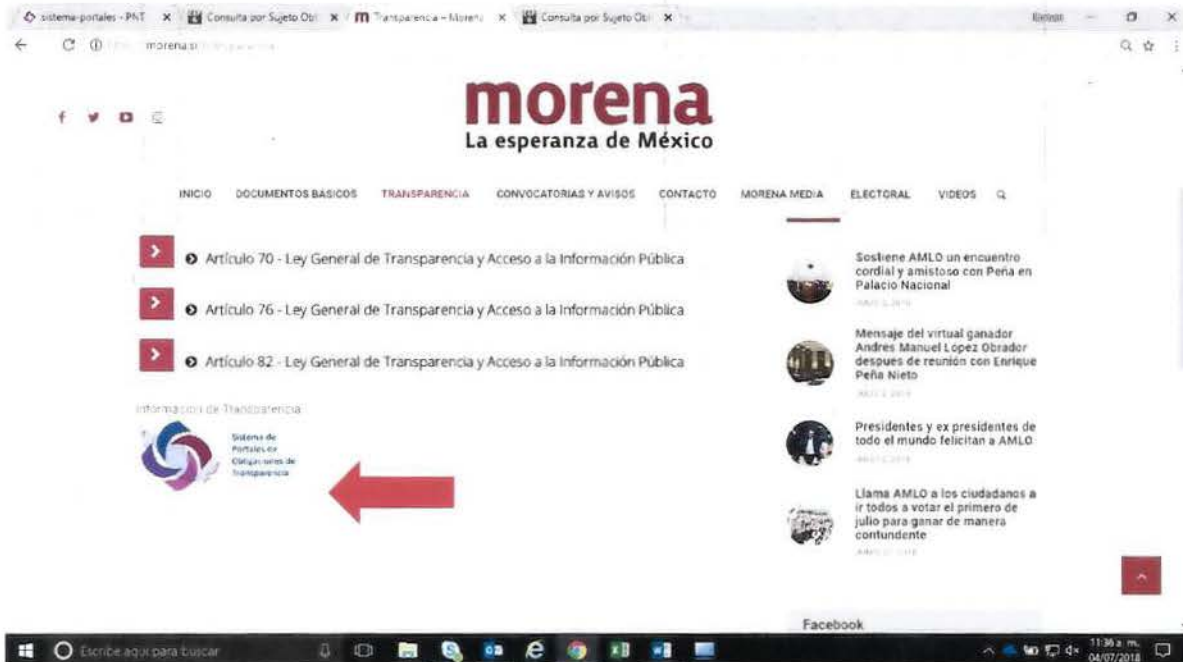 sistema-portales - PNT
Consulta por Sujeto Obl
Transparencia – Morena
Consulta por Sujeto Obl
morena.si
morena
La esperanza de México
INICIO
DOCUMENTOS BASICOS
TRANSPARENCIA
CONVOCATORIAS Y AVISOS
CONTACTO
MORENA MEDIA
ELECTORAL
VIDEOS
Artículo 70 - Ley General de Transparencia y Acceso a la Información Pública
Artículo 76 - Ley General de Transparencia y Acceso a la Información Pública
Artículo 82 - Ley General de Transparencia y Acceso a la Información Pública
Información de Transparencia
Sistema de
Portales de
Obligaciones de
Transparencia
Sostiene AMLO un encuentro
cordial y amistoso con Peña en
Palacio Nacional
Mensaje del virtual ganador
Andres Manuel López Obrador
despues de reunión con Enrique
Peña Nieto
Presidentes y ex presidentes de
todo el mundo felicitan a AMLO
Llama AMLO a los ciudadanos a
ir todos a votar el primero de
julio para ganar de manera
contundente
Facebook
Escribe aquí para buscar
11:36 a. m.
04/07/2018